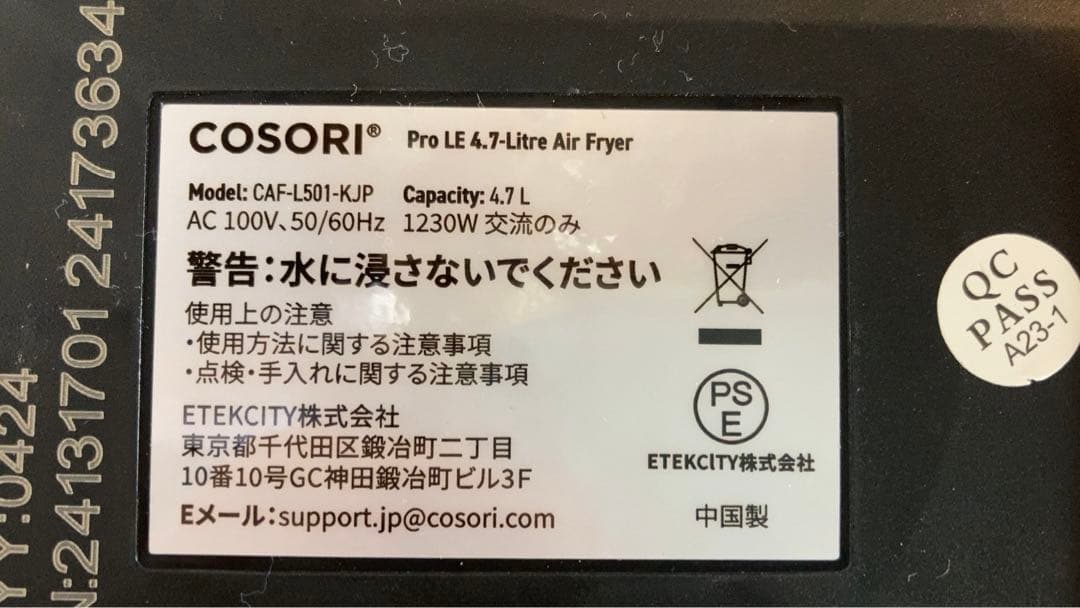 COSORI® Pro LE 4.7-Litre Air Fryer
Model: CAF-L501-KJP Capacity: 4.7 L
AC 100V、50/60Hz 1230W 交流のみ
警告：水に浸さないでください
使用上の注意
・使用方法に関する注意事項
・点検・手入れに関する注意事項
ETEKCITY株式会社
東京都千代田区鍛冶町二丁目
10番10号GC神田鍛冶町ビル3F
Eメール：support.jp@cosori.com
PS
E
ETEKCITY株式会社
中国製
QC
PASS
A23-1
YY:0424
N:2413170124173634